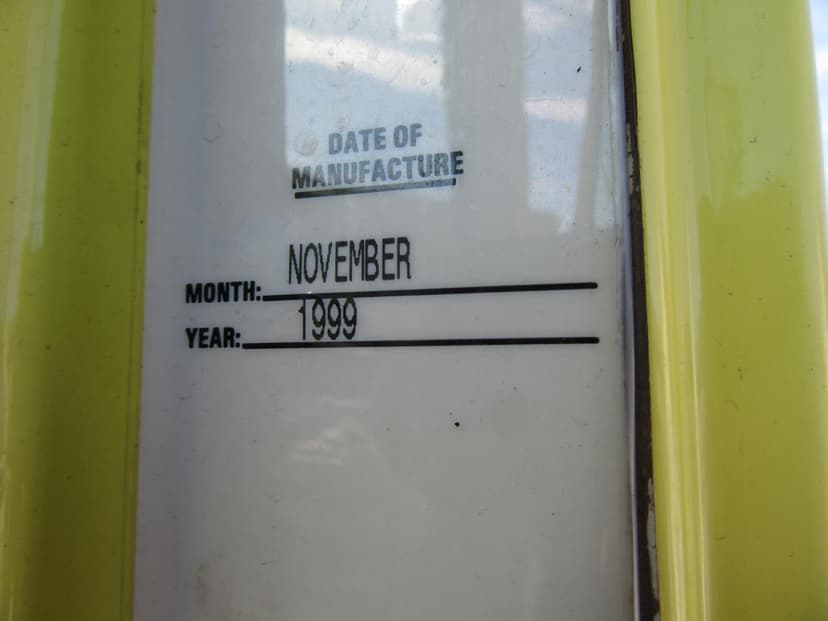 DATE OF
MANUFACTURE
NOVEMBER
MONTH:
1999
YEAR: